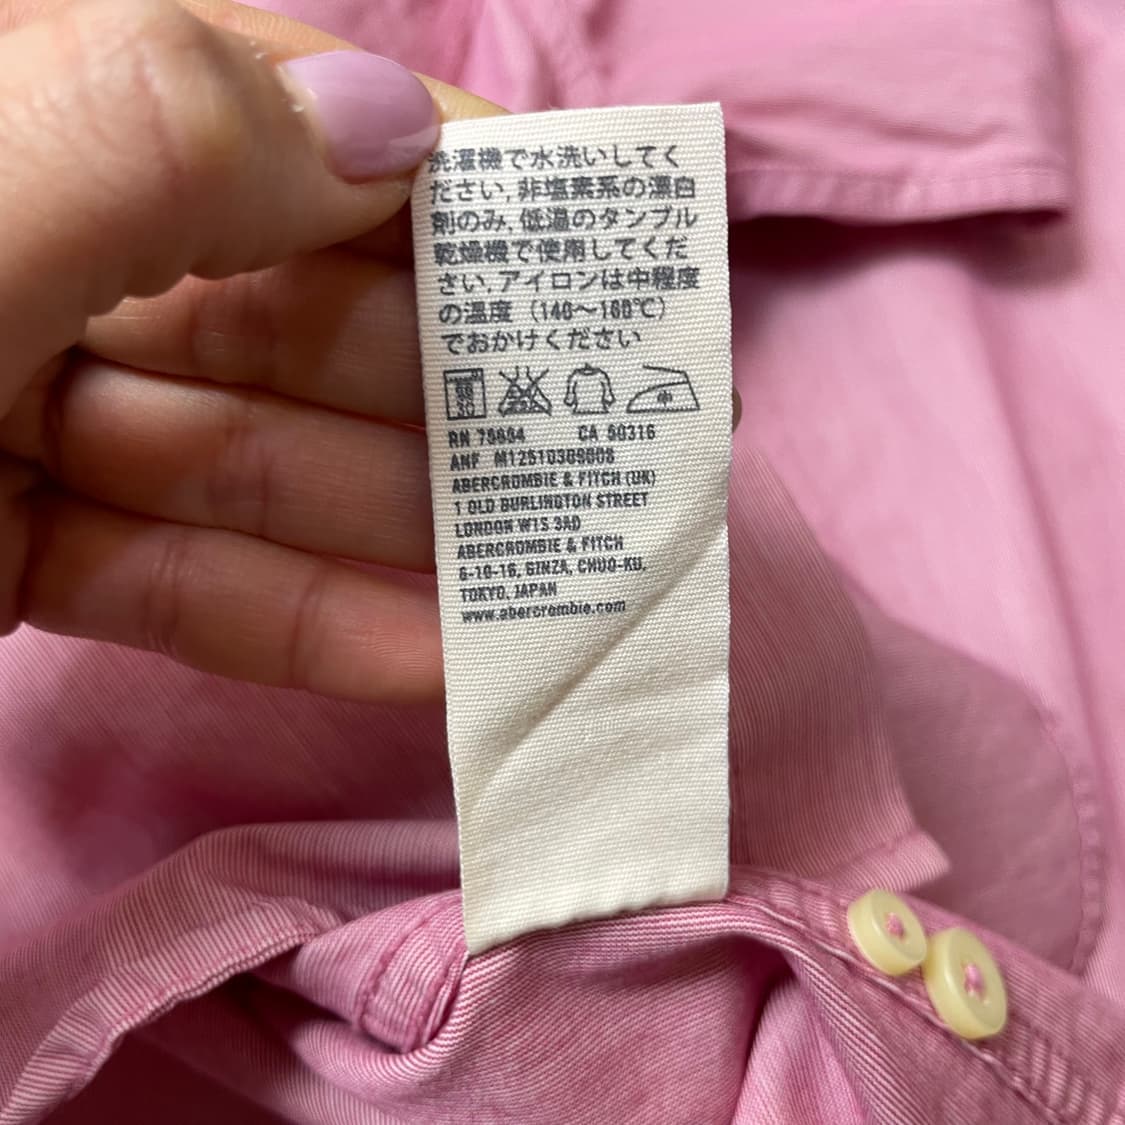 洗濯機で水洗いしてく
ださい,非塩素系の漂白
剤のみ,低温のタンブル
乾燥機で使用してくだ
さい,アイロンは中程度
の温度 (140～160℃)
でおかけください
中
RN 75654 CA 50316
ANF
ABERCROMBIE & FITCH (UK)
1 OLD BURLINGTON STREET
LONDON W1S 3AD
ABERCROMBIE & FITCH
6-10-16, GINZA, CHUO-KU,
TOKYO, JAPAN
www.abercrombie.com